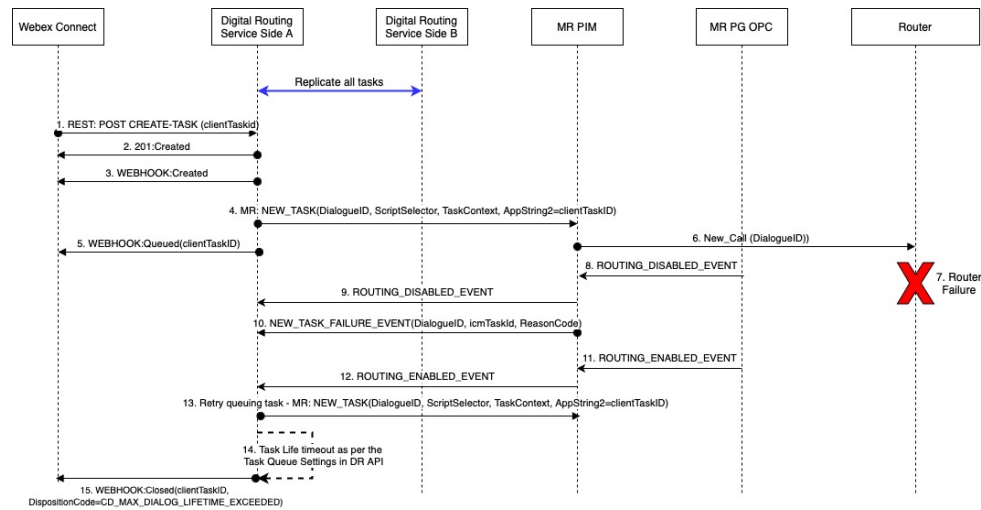 Webex Connect
Digital Routing
Service Side A
Digital Routing
Service Side B
MR PIM
MR PG OPC
Router
Replicate all tasks
1. REST: POST CREATE-TASK (clientTaskid)
2. 201:Created
3. WEBHOOK:Created
4. MR: NEW_TASK(DialogueID, ScriptSelector, TaskContext, AppString2=clientTaskID)
5. WEBHOOK:Queued(clientTaskID)
6. New_Call (DialogueID))
8. ROUTING_DISABLED_EVENT
7. Router
Failure
9. ROUTING_DISABLED_EVENT
10. NEW_TASK_FAILURE_EVENT(DialogueID, icmTaskId, ReasonCode)
11. ROUTING_ENABLED_EVENT
12. ROUTING_ENABLED_EVENT
13. Retry queuing task - MR: NEW_TASK(DialogueID, ScriptSelector, TaskContext, AppString2=clientTaskID)
14. Task Life timeout as per the
Task Queue Settings in DR API
15. WEBHOOK:Closed(clientTaskID,
DispositionCode=CD_MAX_DIALOG_LIFETIME_EXCEEDED)